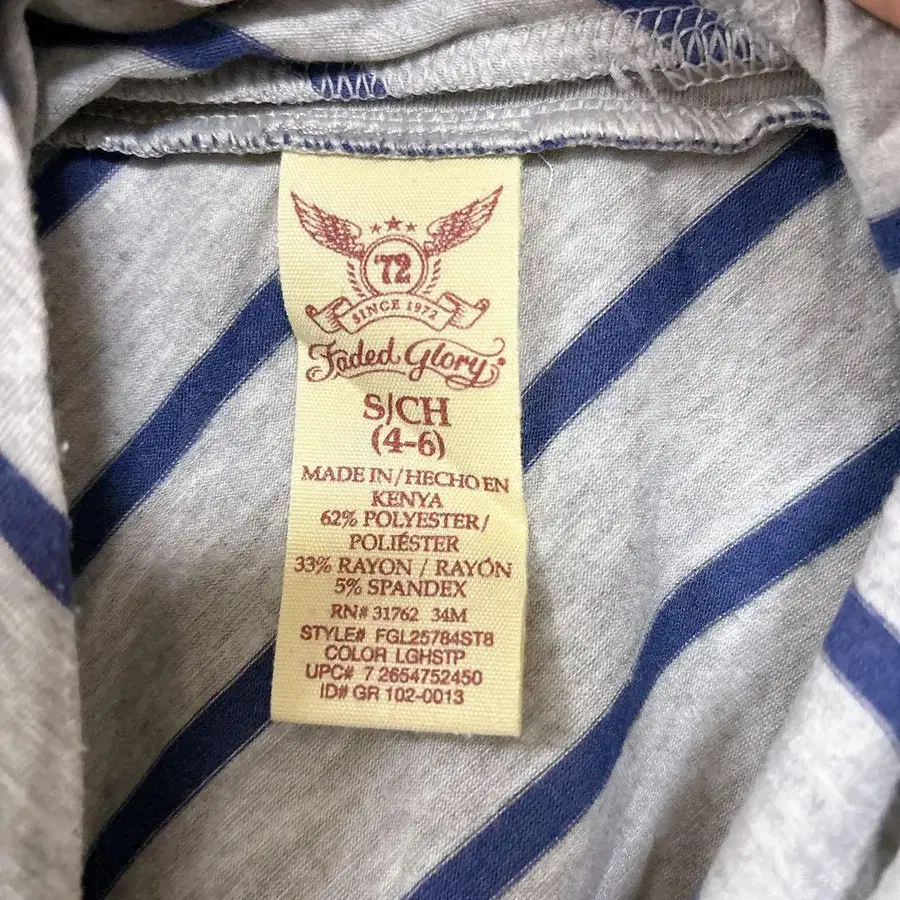 '72
SINCE 1972
Faded Glory
S/CH
(4-6)
MADE IN/HECHO EN
KENYA
62% POLYESTER/
POLIÉSTER
33% RAYON / RAYÓN
5% SPANDEX
RN# 31762 34M
STYLE# FGL25784ST8
COLOR LGHSTP
UPC# 7 2654752450
ID# GR 102-0013